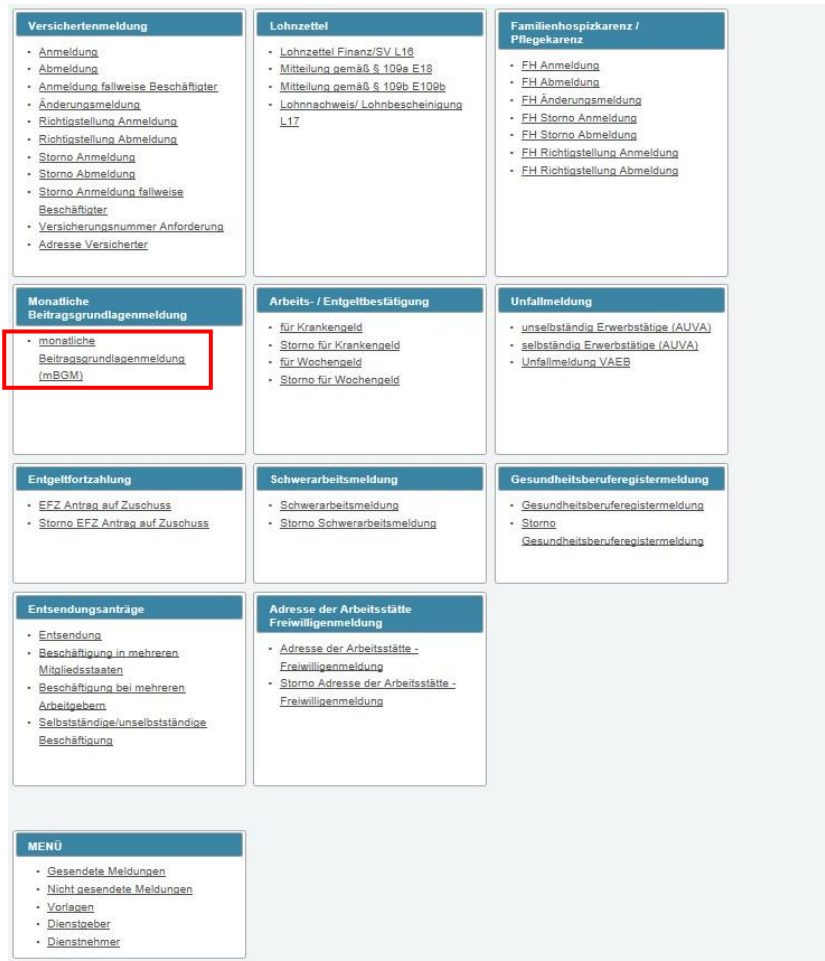 Versichertenmeldung
Anmeldung
Abmeldung
Anmeldung fallweise Beschäftigter
Änderungsmeldung
Richtigstellung Anmeldung
Richtigstellung Abmeldung
Storno Anmeldung
Storno Abmeldung
Storno Anmeldung fallweise
Beschäftigter
Versicherungsnummer Anforderung
Adresse Versicherter
Lohnzettel
Lohnzettel Finanz/SV L16
Mitteilung gemäß § 109a E18
Mitteilung gemäß § 109b E109b
Lohnnachweis/ Lohnbescheinigung
L17
Familienhospizkarenz /
Pflegekarenz
FH Anmeldung
FH Abmeldung
FH Änderungsmeldung
FH Storno Anmeldung
FH Storno Abmeldung
FH Richtigstellung Anmeldung
FH Richtigstellung Abmeldung
Monatliche
Beitragsgrundlagenmeldung
monatliche
Beitragsgrundlagenmeldung
(mBGM)
Arbeits- / Entgeltbestätigung
für Krankengeld
Storno für Krankengeld
für Wochengeld
Storno für Wochengeld
Unfallmeldung
unselbständig Erwerbstätige (AUVA)
selbständig Erwerbstätige (AUVA)
Unfallmeldung VAEB
Entgeltfortzahlung
EFZ Antrag auf Zuschuss
Storno EFZ Antrag auf Zuschuss
Schwerarbeitsmeldung
Schwerarbeitsmeldung
Storno Schwerarbeitsmeldung
Gesundheitsberuferegistermeldung
Gesundheitsberuferegistermeldung
Storno
Gesundheitsberuferegistermeldung
Entsendungsanträge
Entsendung
Beschäftigung in mehreren
Mitgliedsstaaten
Beschäftigung bei mehreren
Arbeitgebern
Selbstständige/unselbstständige
Beschäftigung
Adresse der Arbeitsstätte
Freiwilligenmeldung
Adresse der Arbeitsstätte -
Freiwilligenmeldung
Storno Adresse der Arbeitsstätte -
Freiwilligenmeldung
MENÜ
Gesendete Meldungen
Nicht gesendete Meldungen
Vorlagen
Dienstgeber
Dienstnehmer